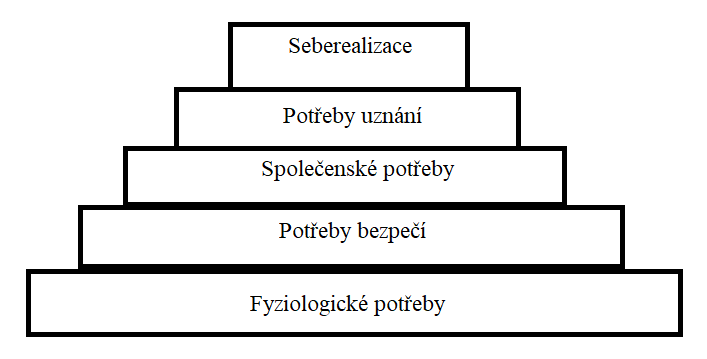 Seberealizace
Potřeby uznání
Společenské potřeby
Potřeby bezpečí
Fyziologické potřeby